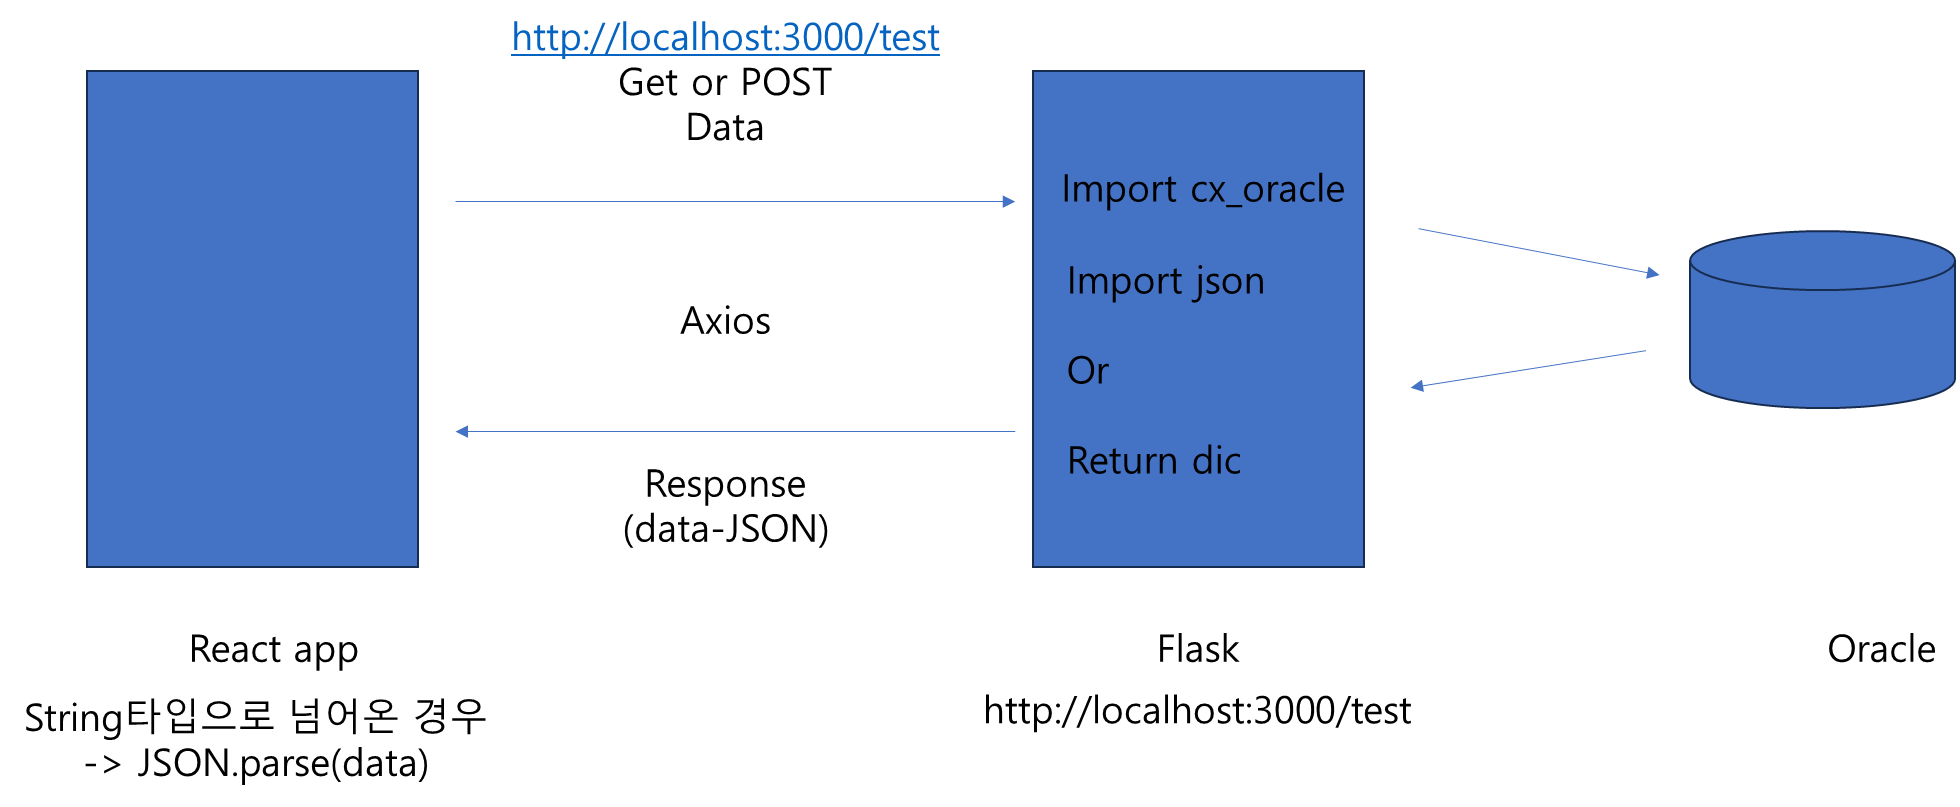 http://localhost:3000/test
Get or POST
Data
Axios
Response
(data-JSON)
Import cx_oracle
Import json
Or
Return dic
React app
String타입으로 넘어온 경우
-> JSON.parse(data)
Flask
http://localhost:3000/test
Oracle